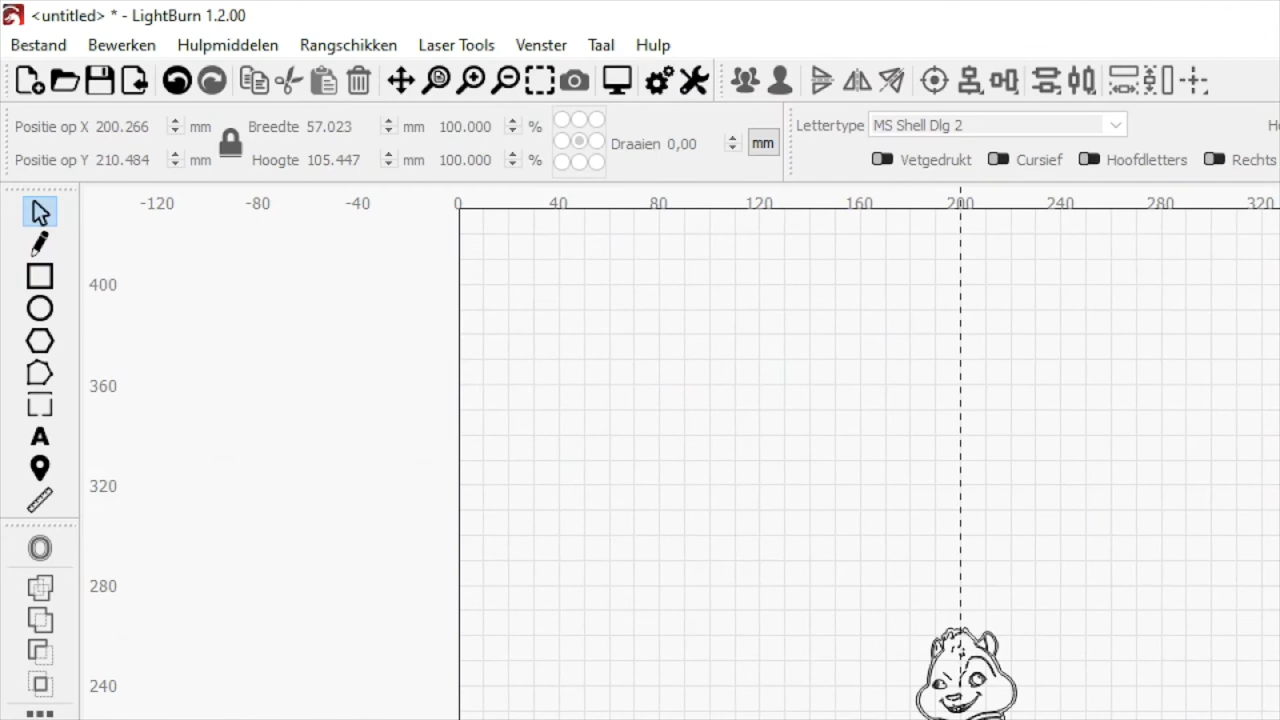 <untitled> * - LightBurn 1.2.00
Bestand Bewerken Hulpmiddelen Rangschikken Laser Tools Venster Taal Hulp
Positie op X 200.266 mm Breedte 57.023 mm 100.000 % Lettertype MS Shell Dlg 2
Draaien 0,00 mm
Positie op Y 210.484 mm Hoogte 105.447 mm 100.000 % Vetgedrukt Cursief Hoofdletters Rechts
-120 -80 -40 0 40 80 120 160 200 240 280 320
400
360
320
280
240